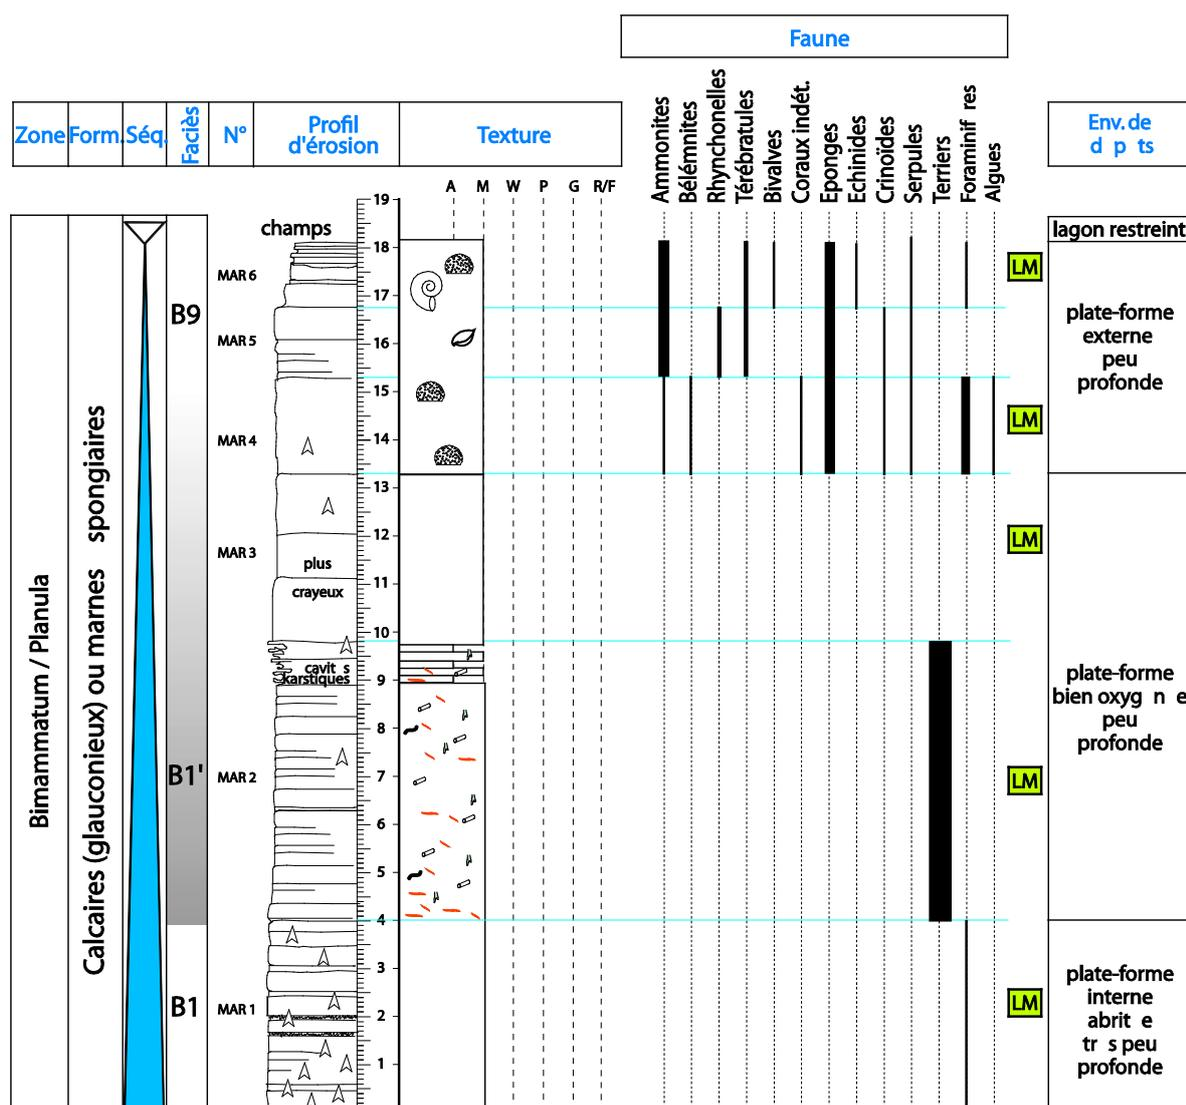 Faune
Zone
Form.
Séq.
Faciès
N°
Profil
d'érosion
Texture
Ammonites
Bélémnites
Rhynchonelles
Térébratules
Bivalves
Coraux indét.
Eponges
Echinides
Crinoïdes
Serpules
Terriers
Foraminif res
Algues
Env. de
d p ts
A
M
W
P
G
R/F
19
champs
18
lagon restreint
MAR 6
LM
17
B9
plate-forme
externe
peu
profonde
MAR 5
16
15
LM
MAR 4
14
13
12
LM
MAR 3
plus
11
crayeux
10
cavit s
karstiques
9
plate-forme
bien oxyg n e
peu
profonde
8
B1'
MAR 2
7
LM
6
5
4
3
plate-forme
interne
abrit e
tr s peu
profonde
B1
MAR 1
LM
2
1
Bimammatum / Planula
Calcaires (glauconieux) ou marnes spongiaires